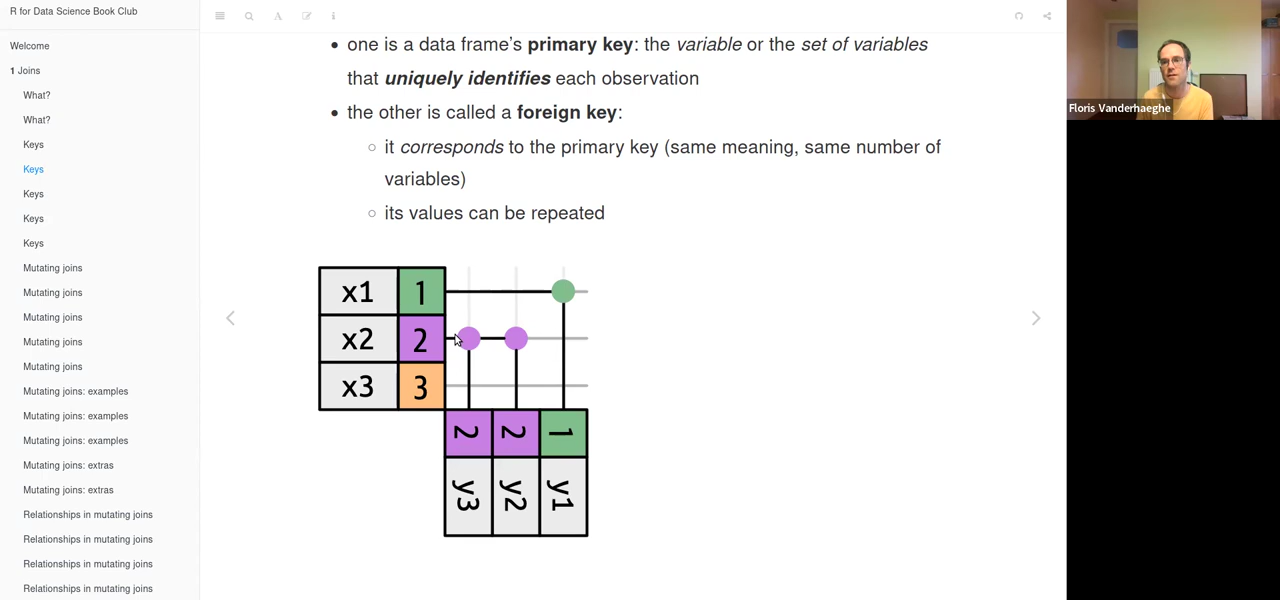 R for Data Science Book Club
Welcome
1 Joins
What?
What?
Keys
Keys
Keys
Keys
Keys
Mutating joins
Mutating joins
Mutating joins
Mutating joins
Mutating joins
Mutating joins: examples
Mutating joins: examples
Mutating joins: examples
Mutating joins: extras
Mutating joins: extras
Relationships in mutating joins
Relationships in mutating joins
Relationships in mutating joins
Relationships in mutating joins
A
i
• one is a data frame’s primary key: the variable or the set of variables
that uniquely identifies each observation
• the other is called a foreign key:
○ it corresponds to the primary key (same meaning, same number of
variables)
○ its values can be repeated
x1 1
x2 2
x3 3
2 2 1
y3 y2 y1
Floris Vanderhaeghe